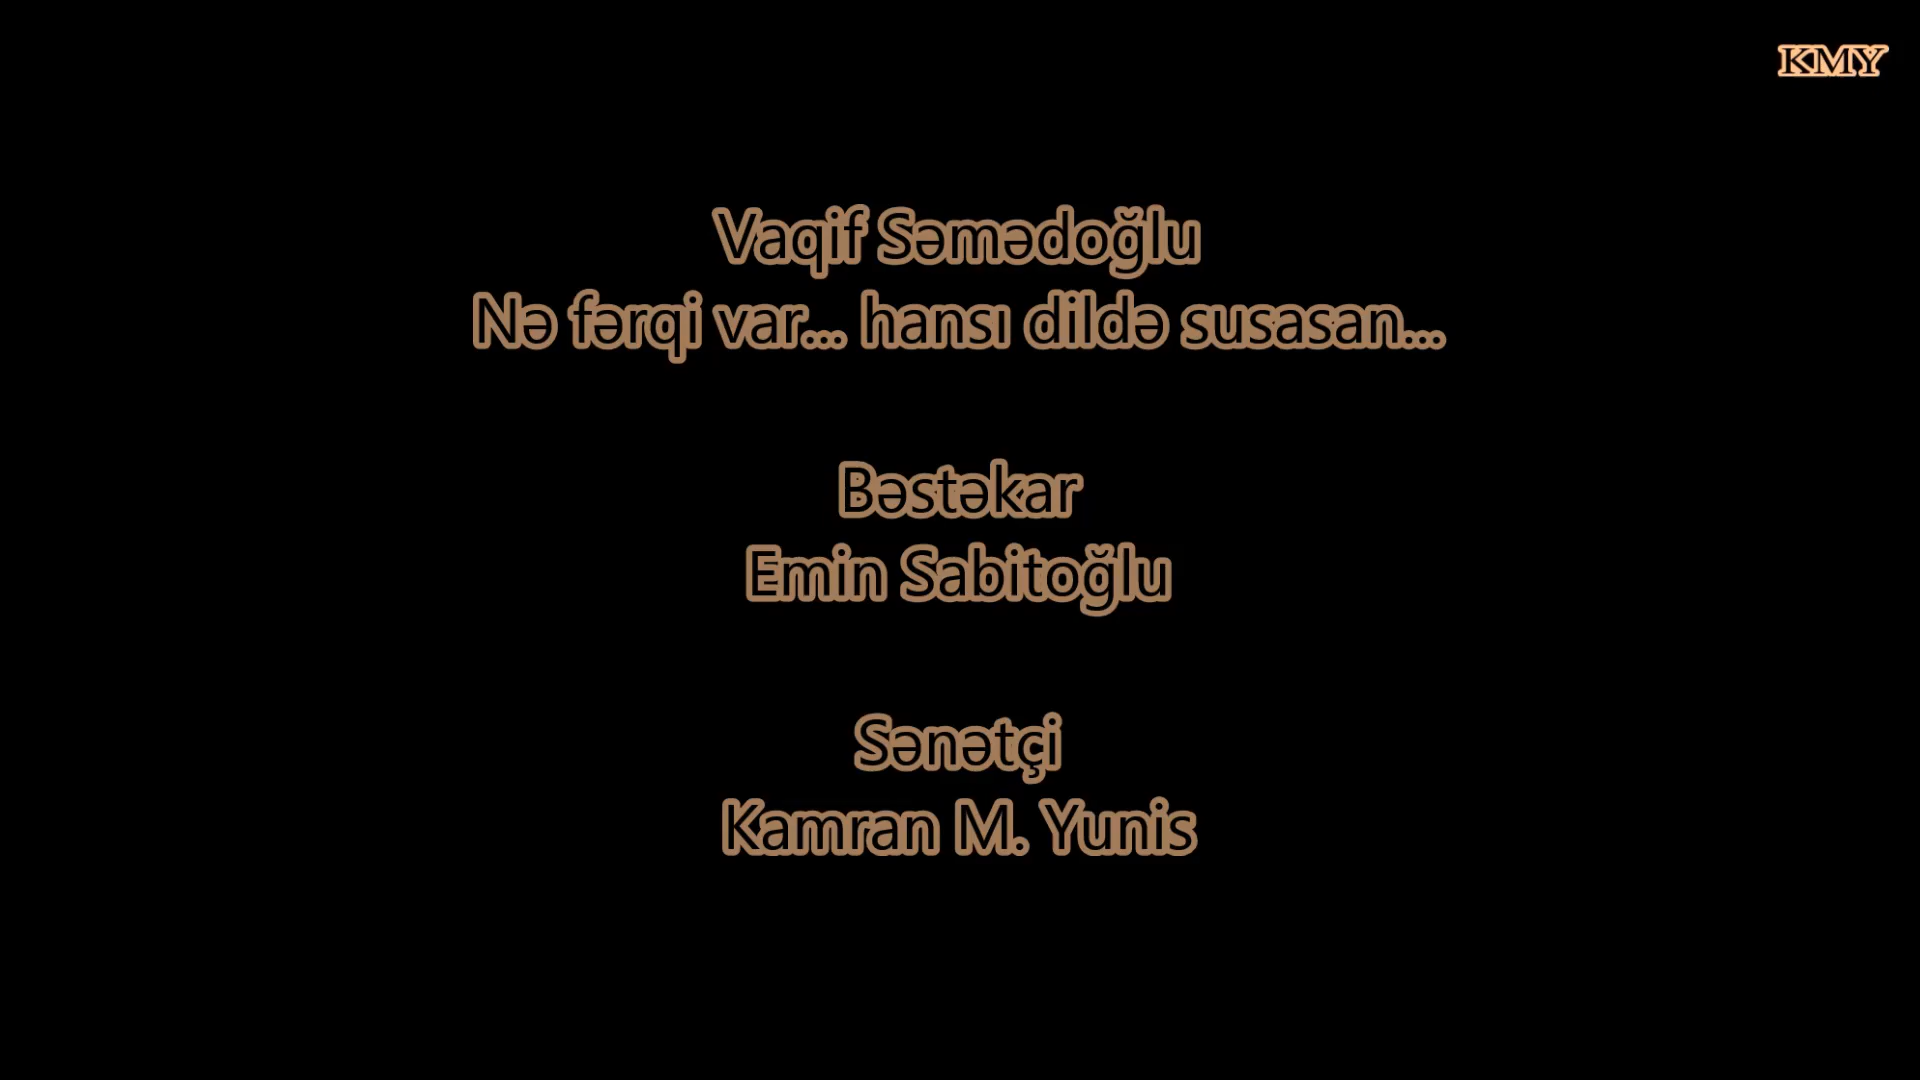 KMY
Vaqif Səmədoğlu
Nə fərqi var... hansı dildə susasan...
Bəstəkar
Emin Sabitoğlu
Sənətçi
Kamran M. Yunis